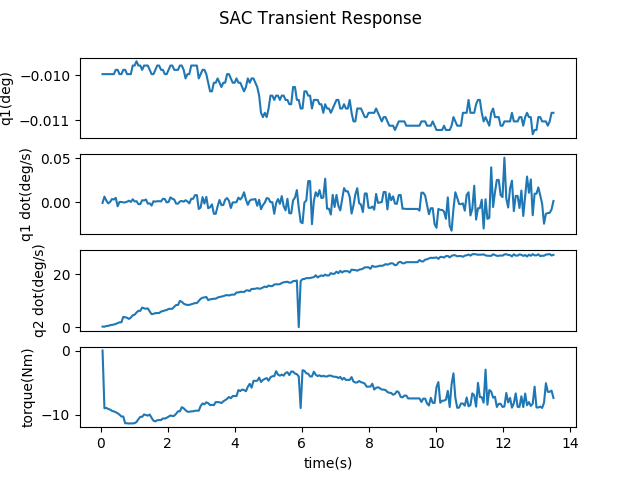 SAC Transient Response
q1(deg)
−0.010
−0.011
q1 dot(deg/s)
0.05
0.00
q2 dot(deg/s)
20
0
torque(Nm)
0
−10
0 2 4 6 8 10 12 14
time(s)